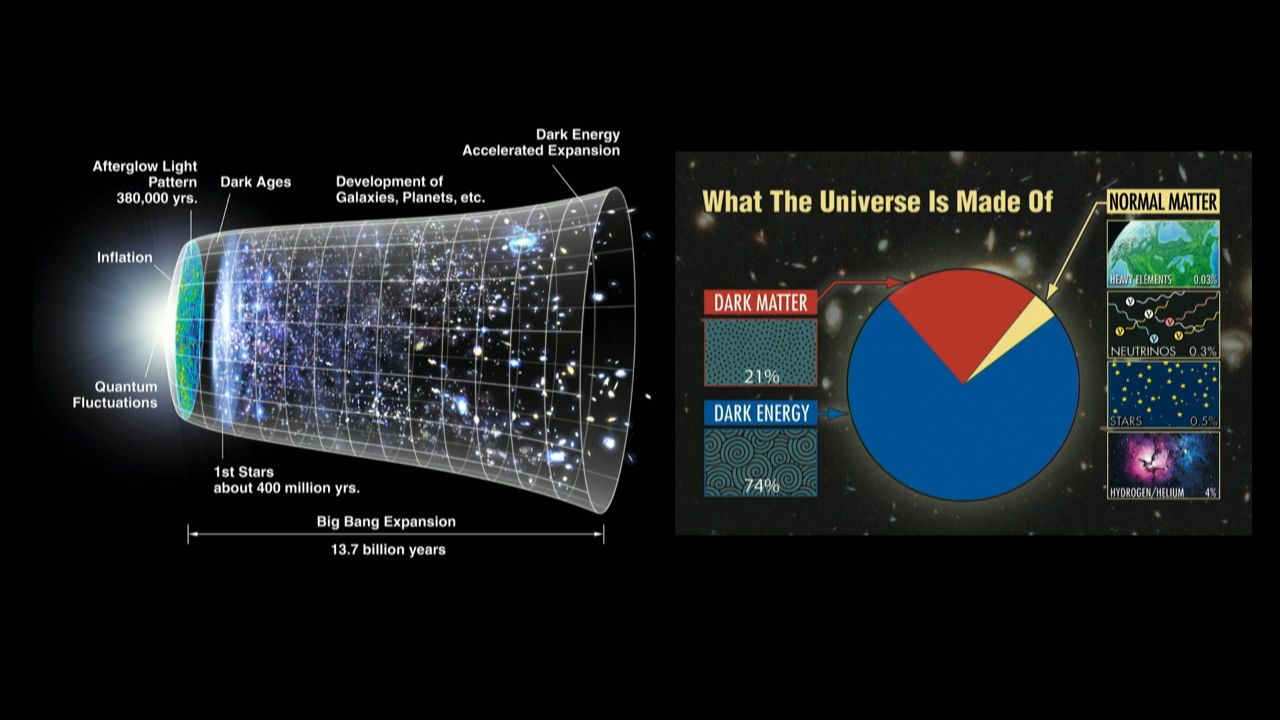 Dark Energy
Accelerated Expansion
Afterglow Light
Pattern
380,000 yrs.
Dark Ages
Development of
Galaxies, Planets, etc.
Inflation
Quantum
Fluctuations
1st Stars
about 400 million yrs.
Big Bang Expansion
13.7 billion years
What The Universe Is Made Of
NORMAL MATTER
HEAVY ELEMENTS 0.03%
DARK MATTER
21%
V
V
V
V
V
V
NEUTRINOS 0.3%
DARK ENERGY
74%
STARS 0.5%
HYDROGEN/HELIUM 4%